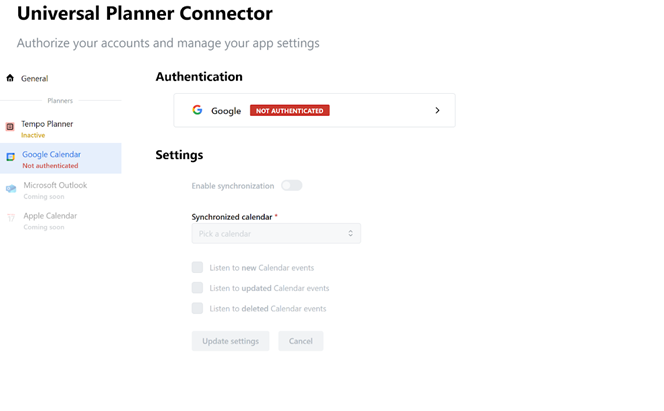 Universal Planner Connector
Authorize your accounts and manage your app settings
General
Planners
Tempo Planner
Inactive
Google Calendar
Not authenticated
Microsoft Outlook
Coming soon
Apple Calendar
Coming soon
Authentication
Google NOT AUTHENTICATED
Settings
Enable synchronization
Synchronized calendar *
Pick a calendar
Listen to new Calendar events
Listen to updated Calendar events
Listen to deleted Calendar events
Update settings Cancel